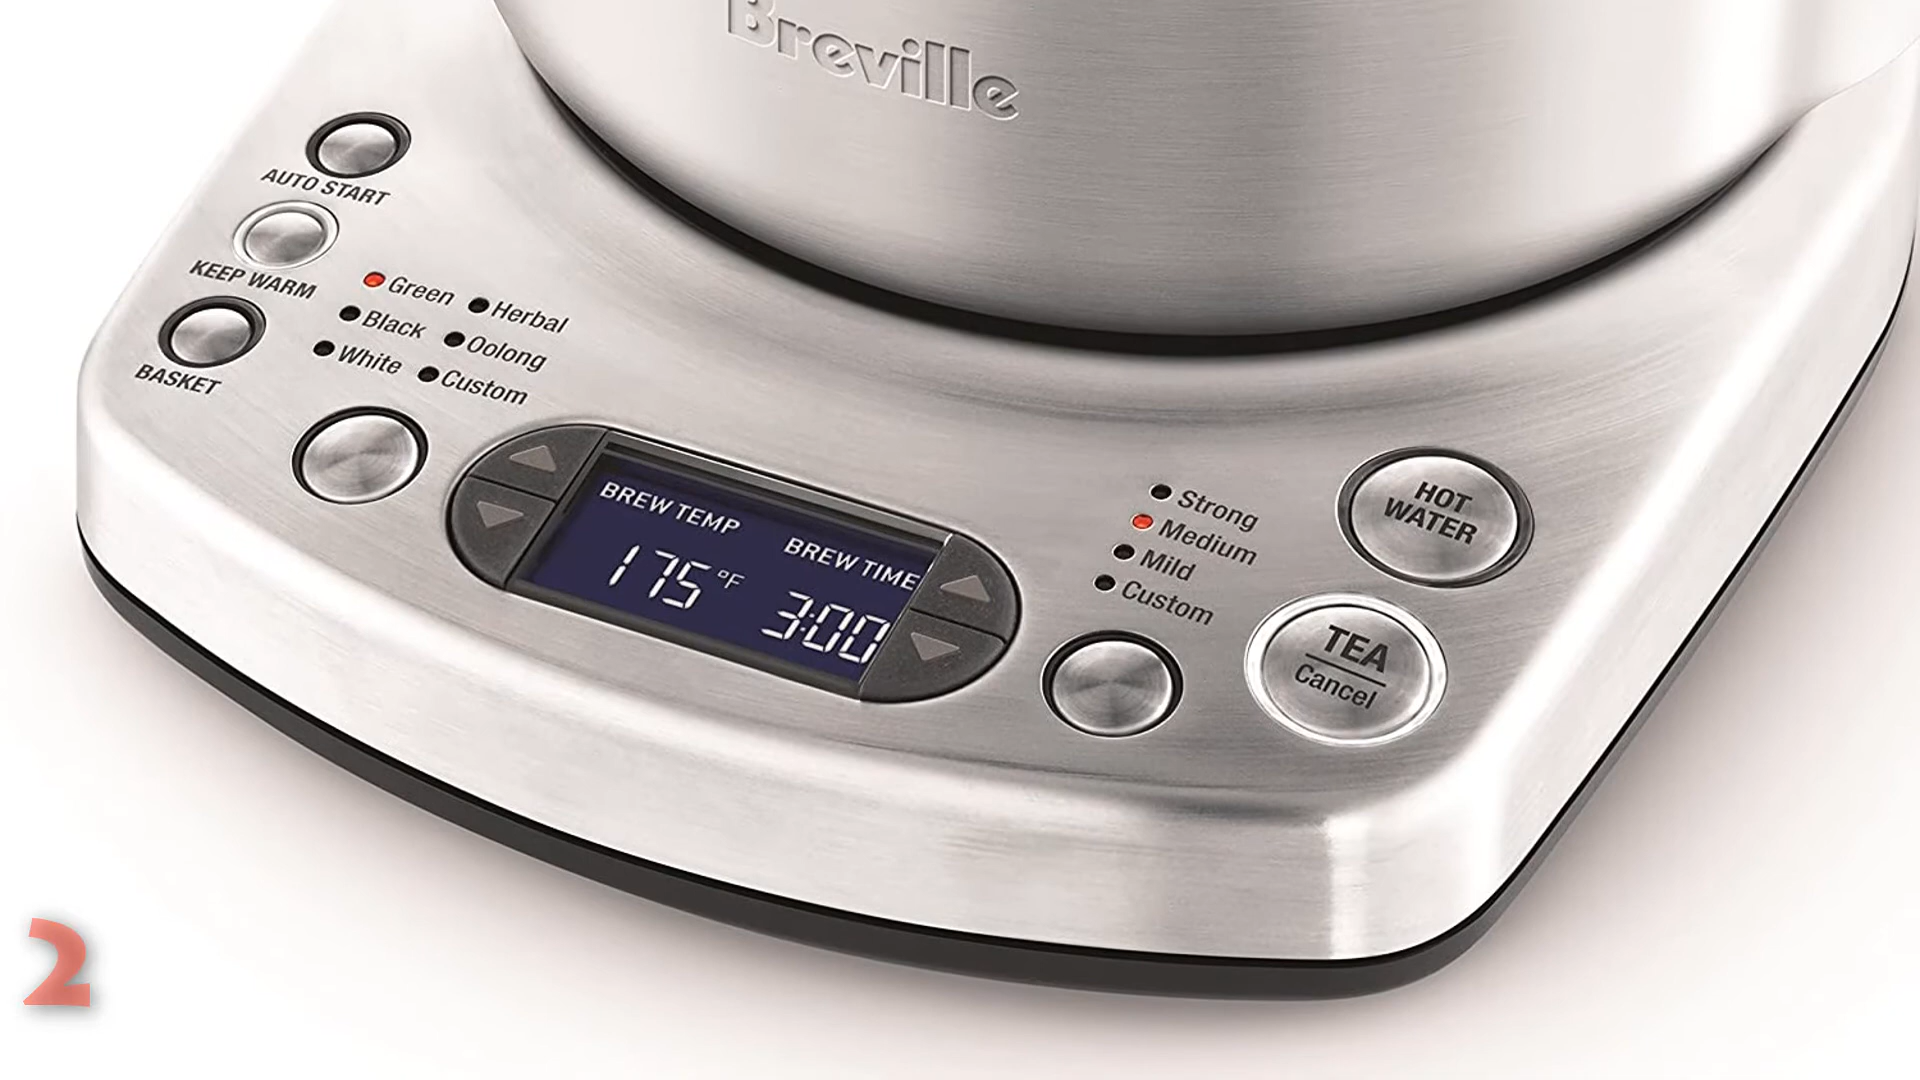 Breville
AUTO START
KEEP WARM
BASKET
Green
Herbal
Black
Oolong
White
Custom
BREW TEMP
BREW TIME
175 °F
3:00
Strong
Medium
Mild
Custom
HOT
WATER
TEA
Cancel
2